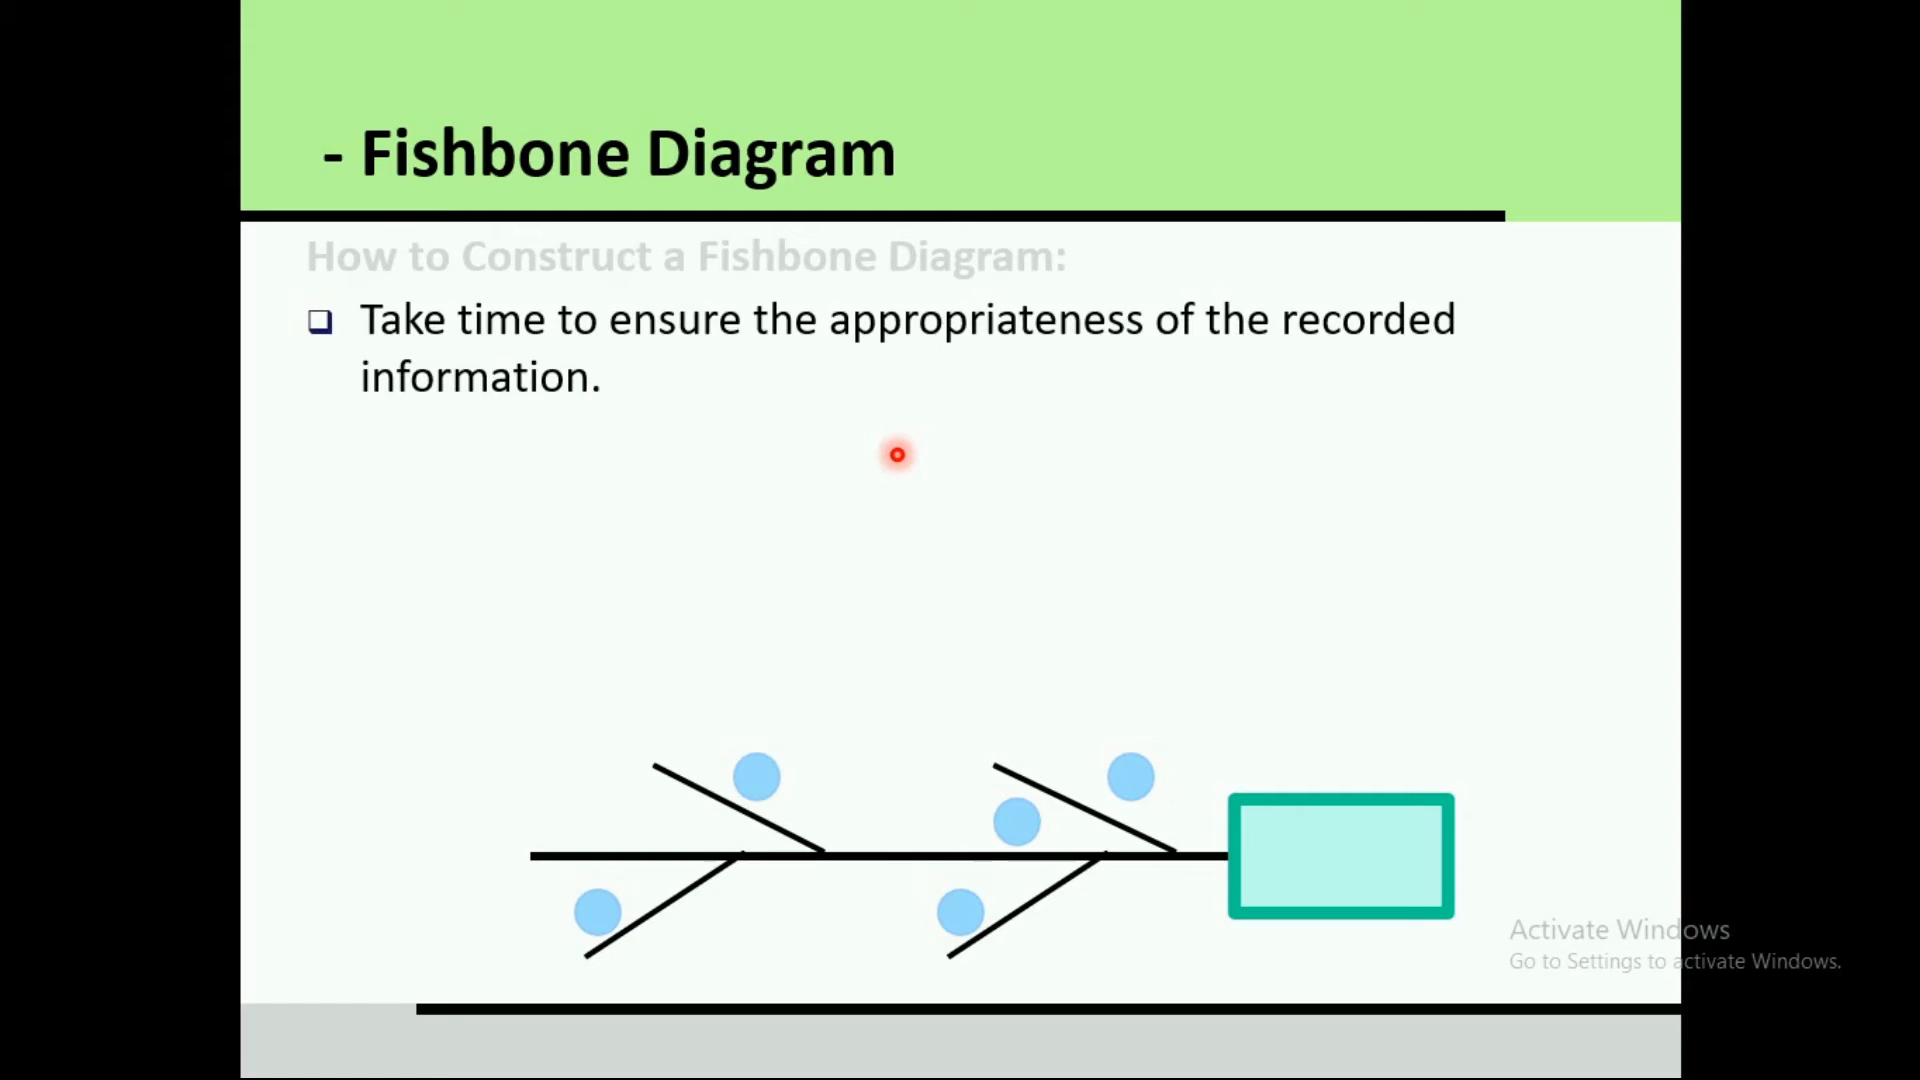 - Fishbone Diagram
How to Construct a Fishbone Diagram:
Take time to ensure the appropriateness of the recorded
information.
Activate Windows
Go to Settings to activate Windows.